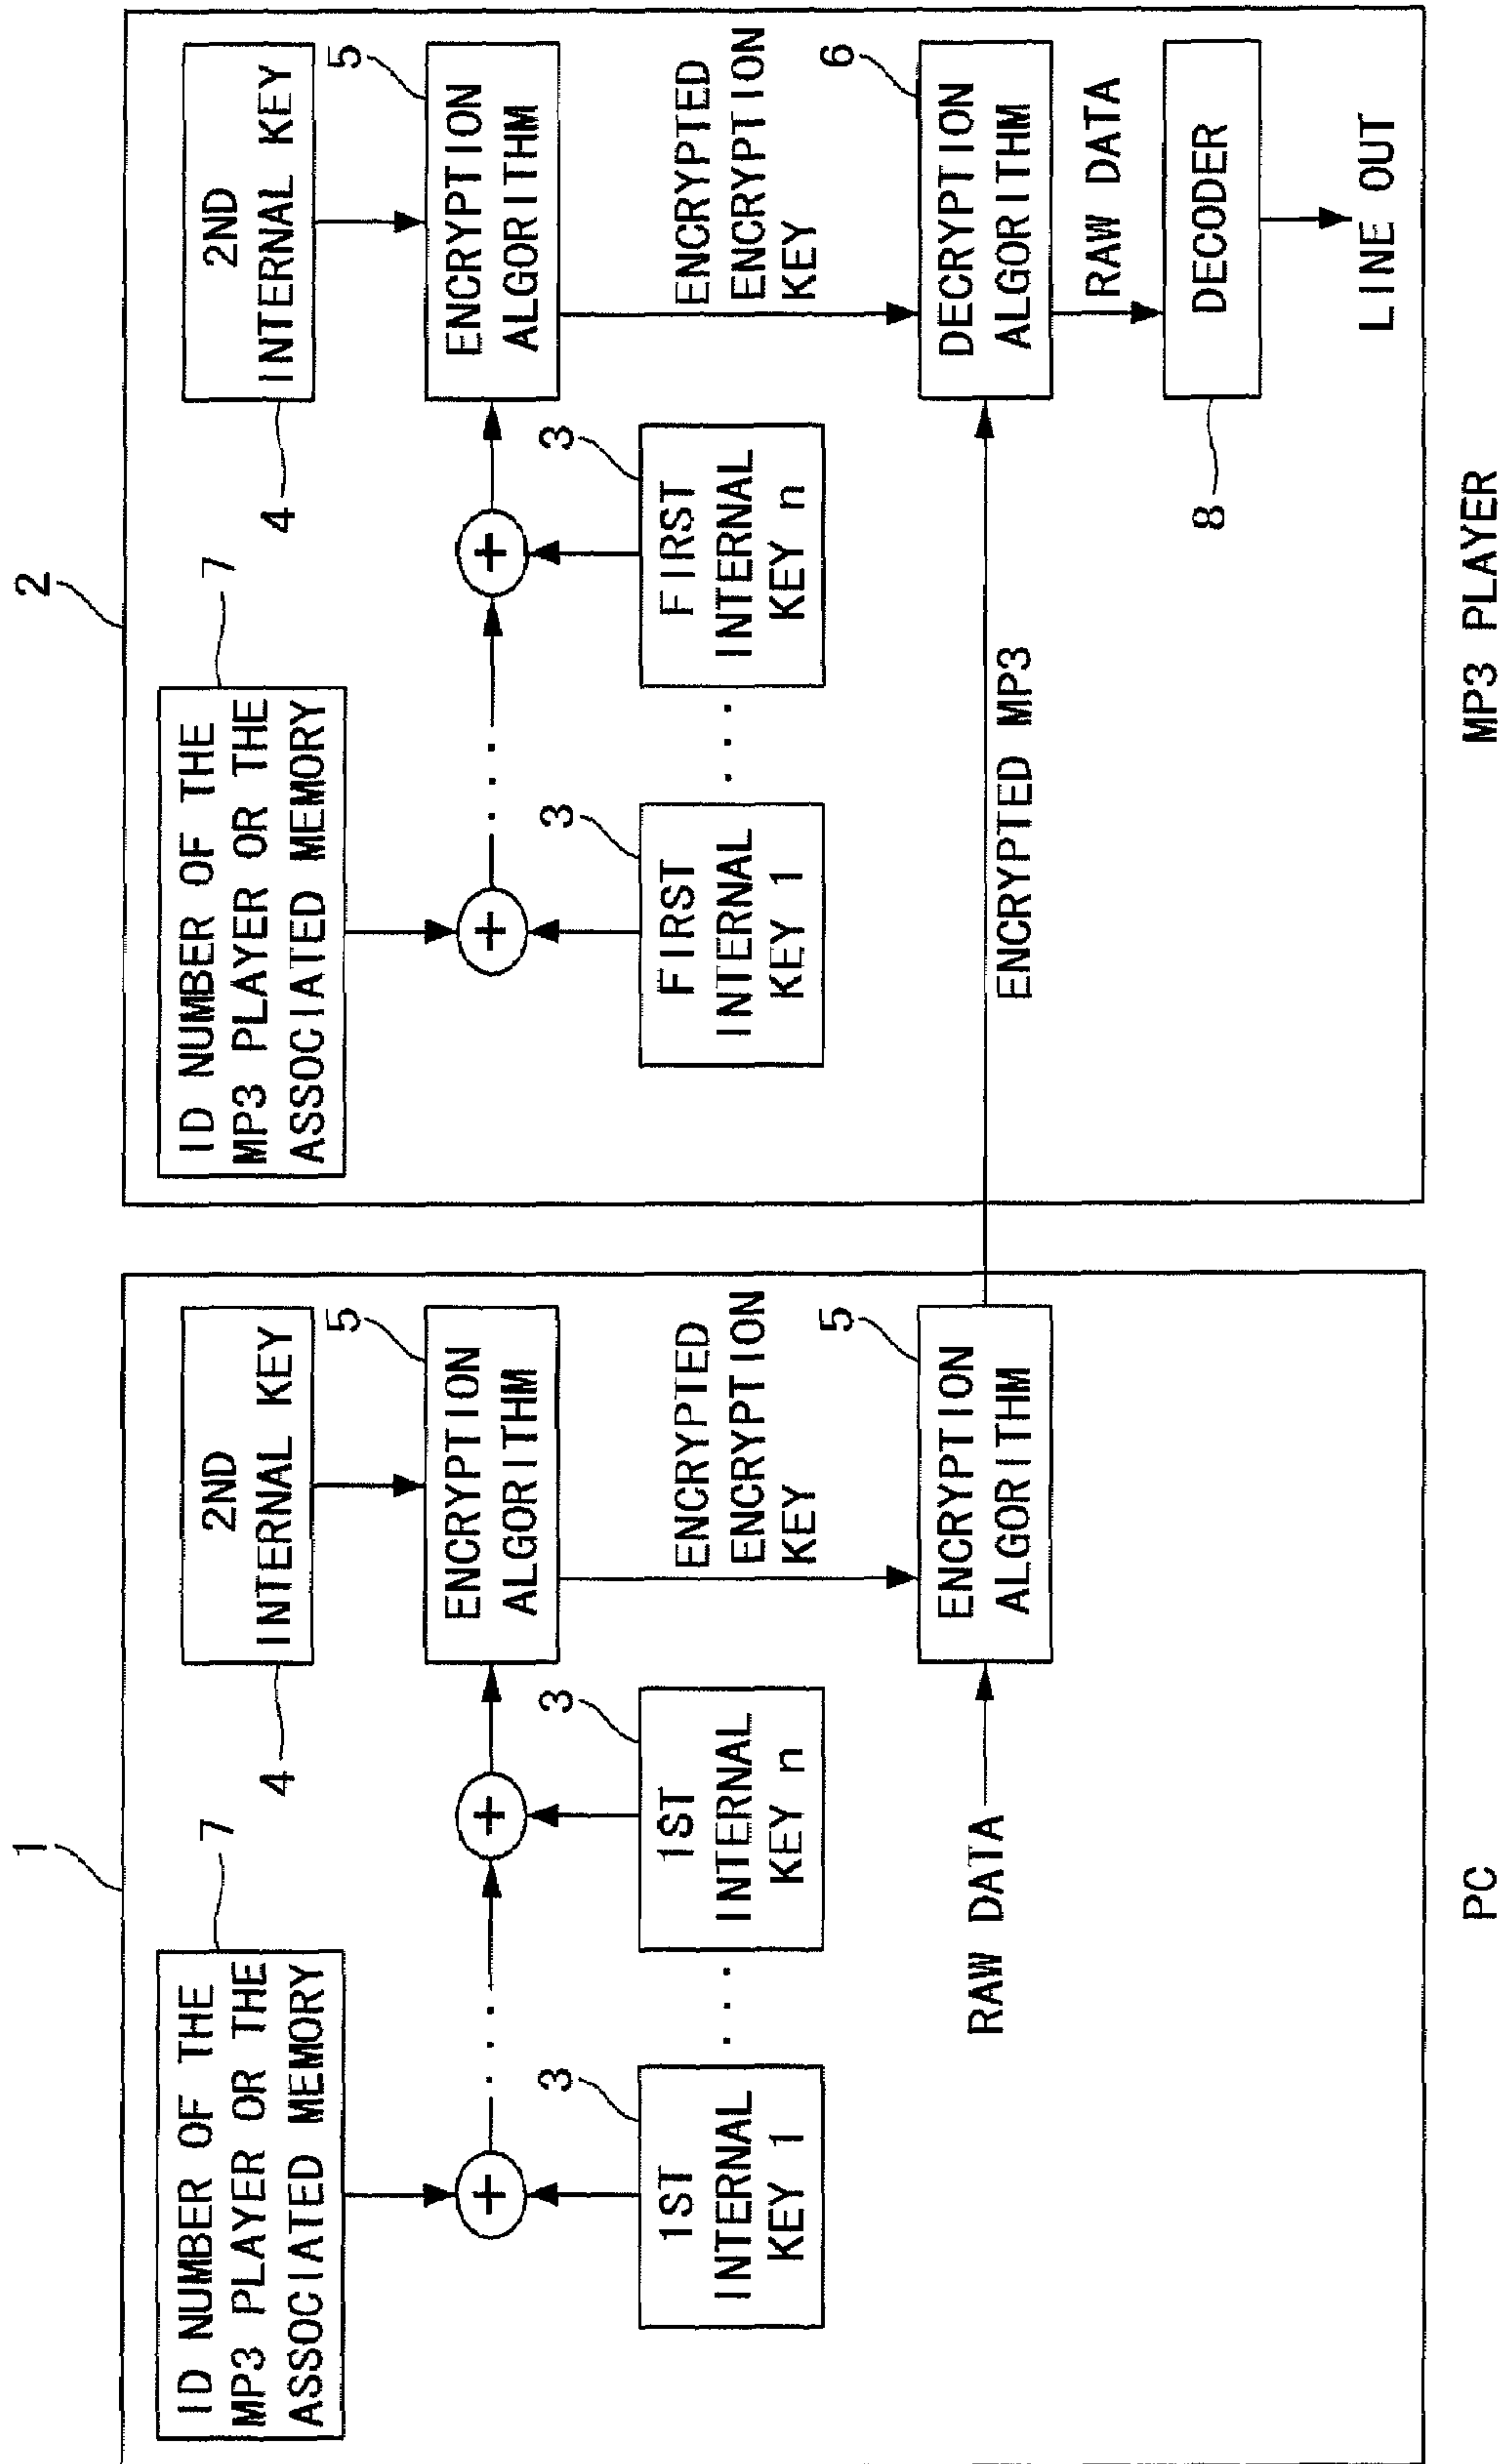 1
7
ID NUMBER OF THE
MP3 PLAYER OR THE
ASSOCIATED MEMORY
4
2ND
INTERNAL KEY
+
. . .
+
5
ENCRYPTION
ALGORITHM
3
1ST
INTERNAL
KEY 1
. . .
3
1ST
INTERNAL
KEY n
ENCRYPTED
ENCRYPTION
KEY
RAW DATA
5
ENCRYPTION
ALGORITHM
PC
2
7
ID NUMBER OF THE
MP3 PLAYER OR THE
ASSOCIATED MEMORY
4
2ND
INTERNAL KEY
+
. . .
+
5
ENCRYPTION
ALGORITHM
3
FIRST
INTERNAL
KEY 1
. . .
3
FIRST
INTERNAL
KEY n
ENCRYPTED
ENCRYPTION
KEY
ENCRYPTED MP3
6
DECRYPTION
ALGORITHM
RAW DATA
8
DECODER
LINE OUT
MP3 PLAYER